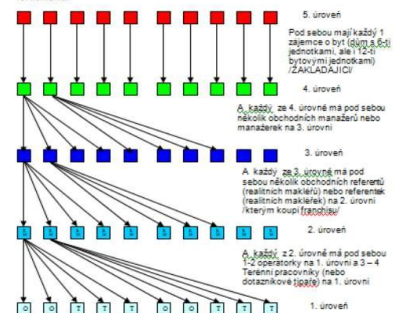 5. úroveň
Pod sebou mají každý 1
zájemce o byt (dům s 6-ti
jednotkami, ale i 12-ti
bytovými jednotkami)
/ZAKLÁDAJÍCÍ/
4. úroveň
A každý ze 4. úrovně má pod sebou
několik obchodních manažerů nebo
manažerek na 3. úrovni
3. úroveň
A každý ze 3. úrovně má pod
sebou několik obchodních referentů
(realitních makléřů) nebo referentek
(realitních makléřek) na 2. úrovni
/kterým koupí franchisu/
2. úroveň
A každý z 2. úrovně má pod sebou
1-2 operátorky na 1. úrovni a 3 – 4
Terénní pracovníky (nebo
dotazníkové tipaře) na 1. úrovni
1. úroveň
O O T T T O O T T T